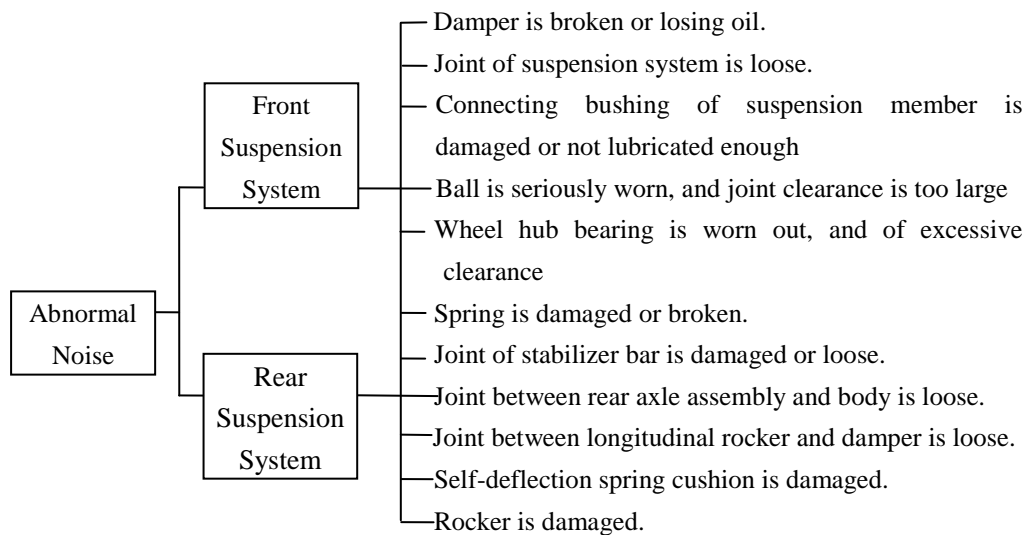 Damper is broken or losing oil.
Joint of suspension system is loose.
Front
Suspension
System
Connecting bushing of suspension member is
damaged or not lubricated enough
Ball is seriously worn, and joint clearance is too large
Wheel hub bearing is worn out, and of excessive
clearance
Abnormal
Noise
Spring is damaged or broken.
Joint of stabilizer bar is damaged or loose.
Rear
Suspension
System
Joint between rear axle assembly and body is loose.
Joint between longitudinal rocker and damper is loose.
Self-deflection spring cushion is damaged.
Rocker is damaged.